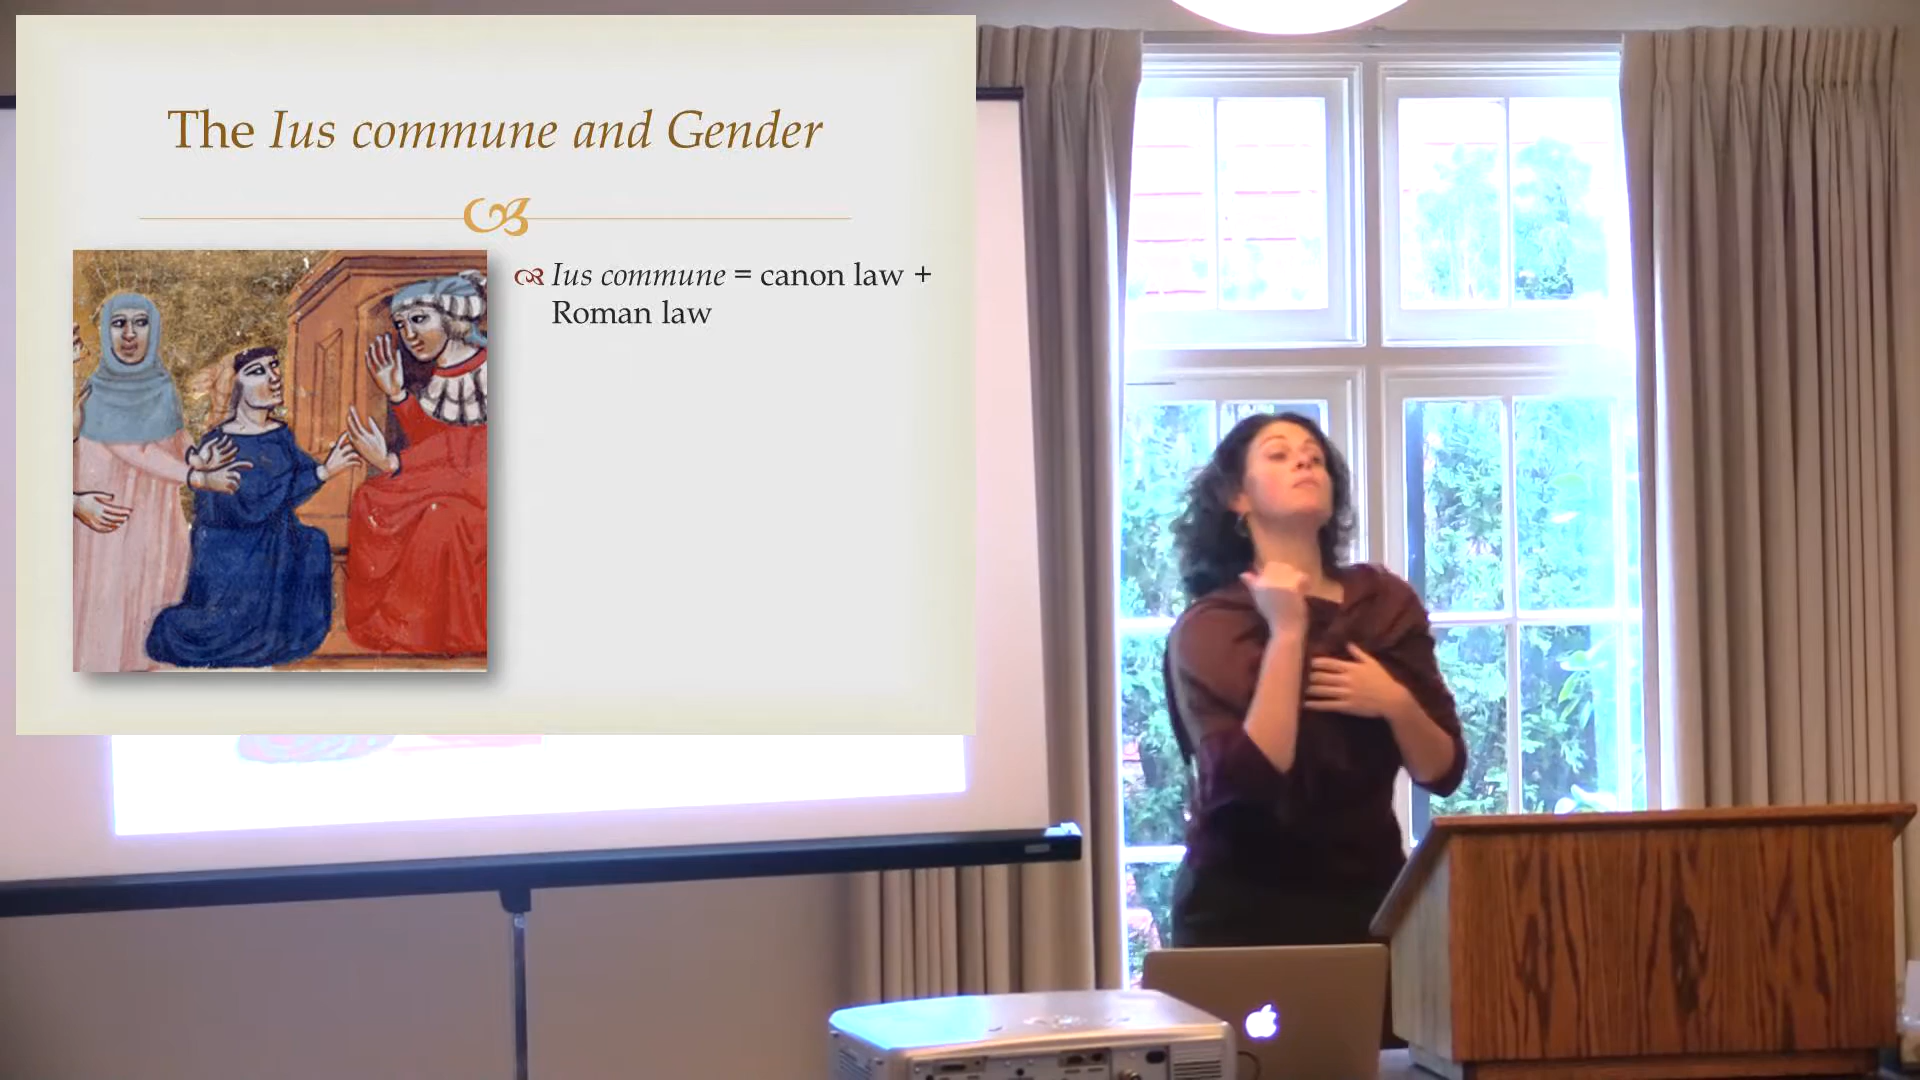 The Ius commune and Gender
Ius commune = canon law +
Roman law